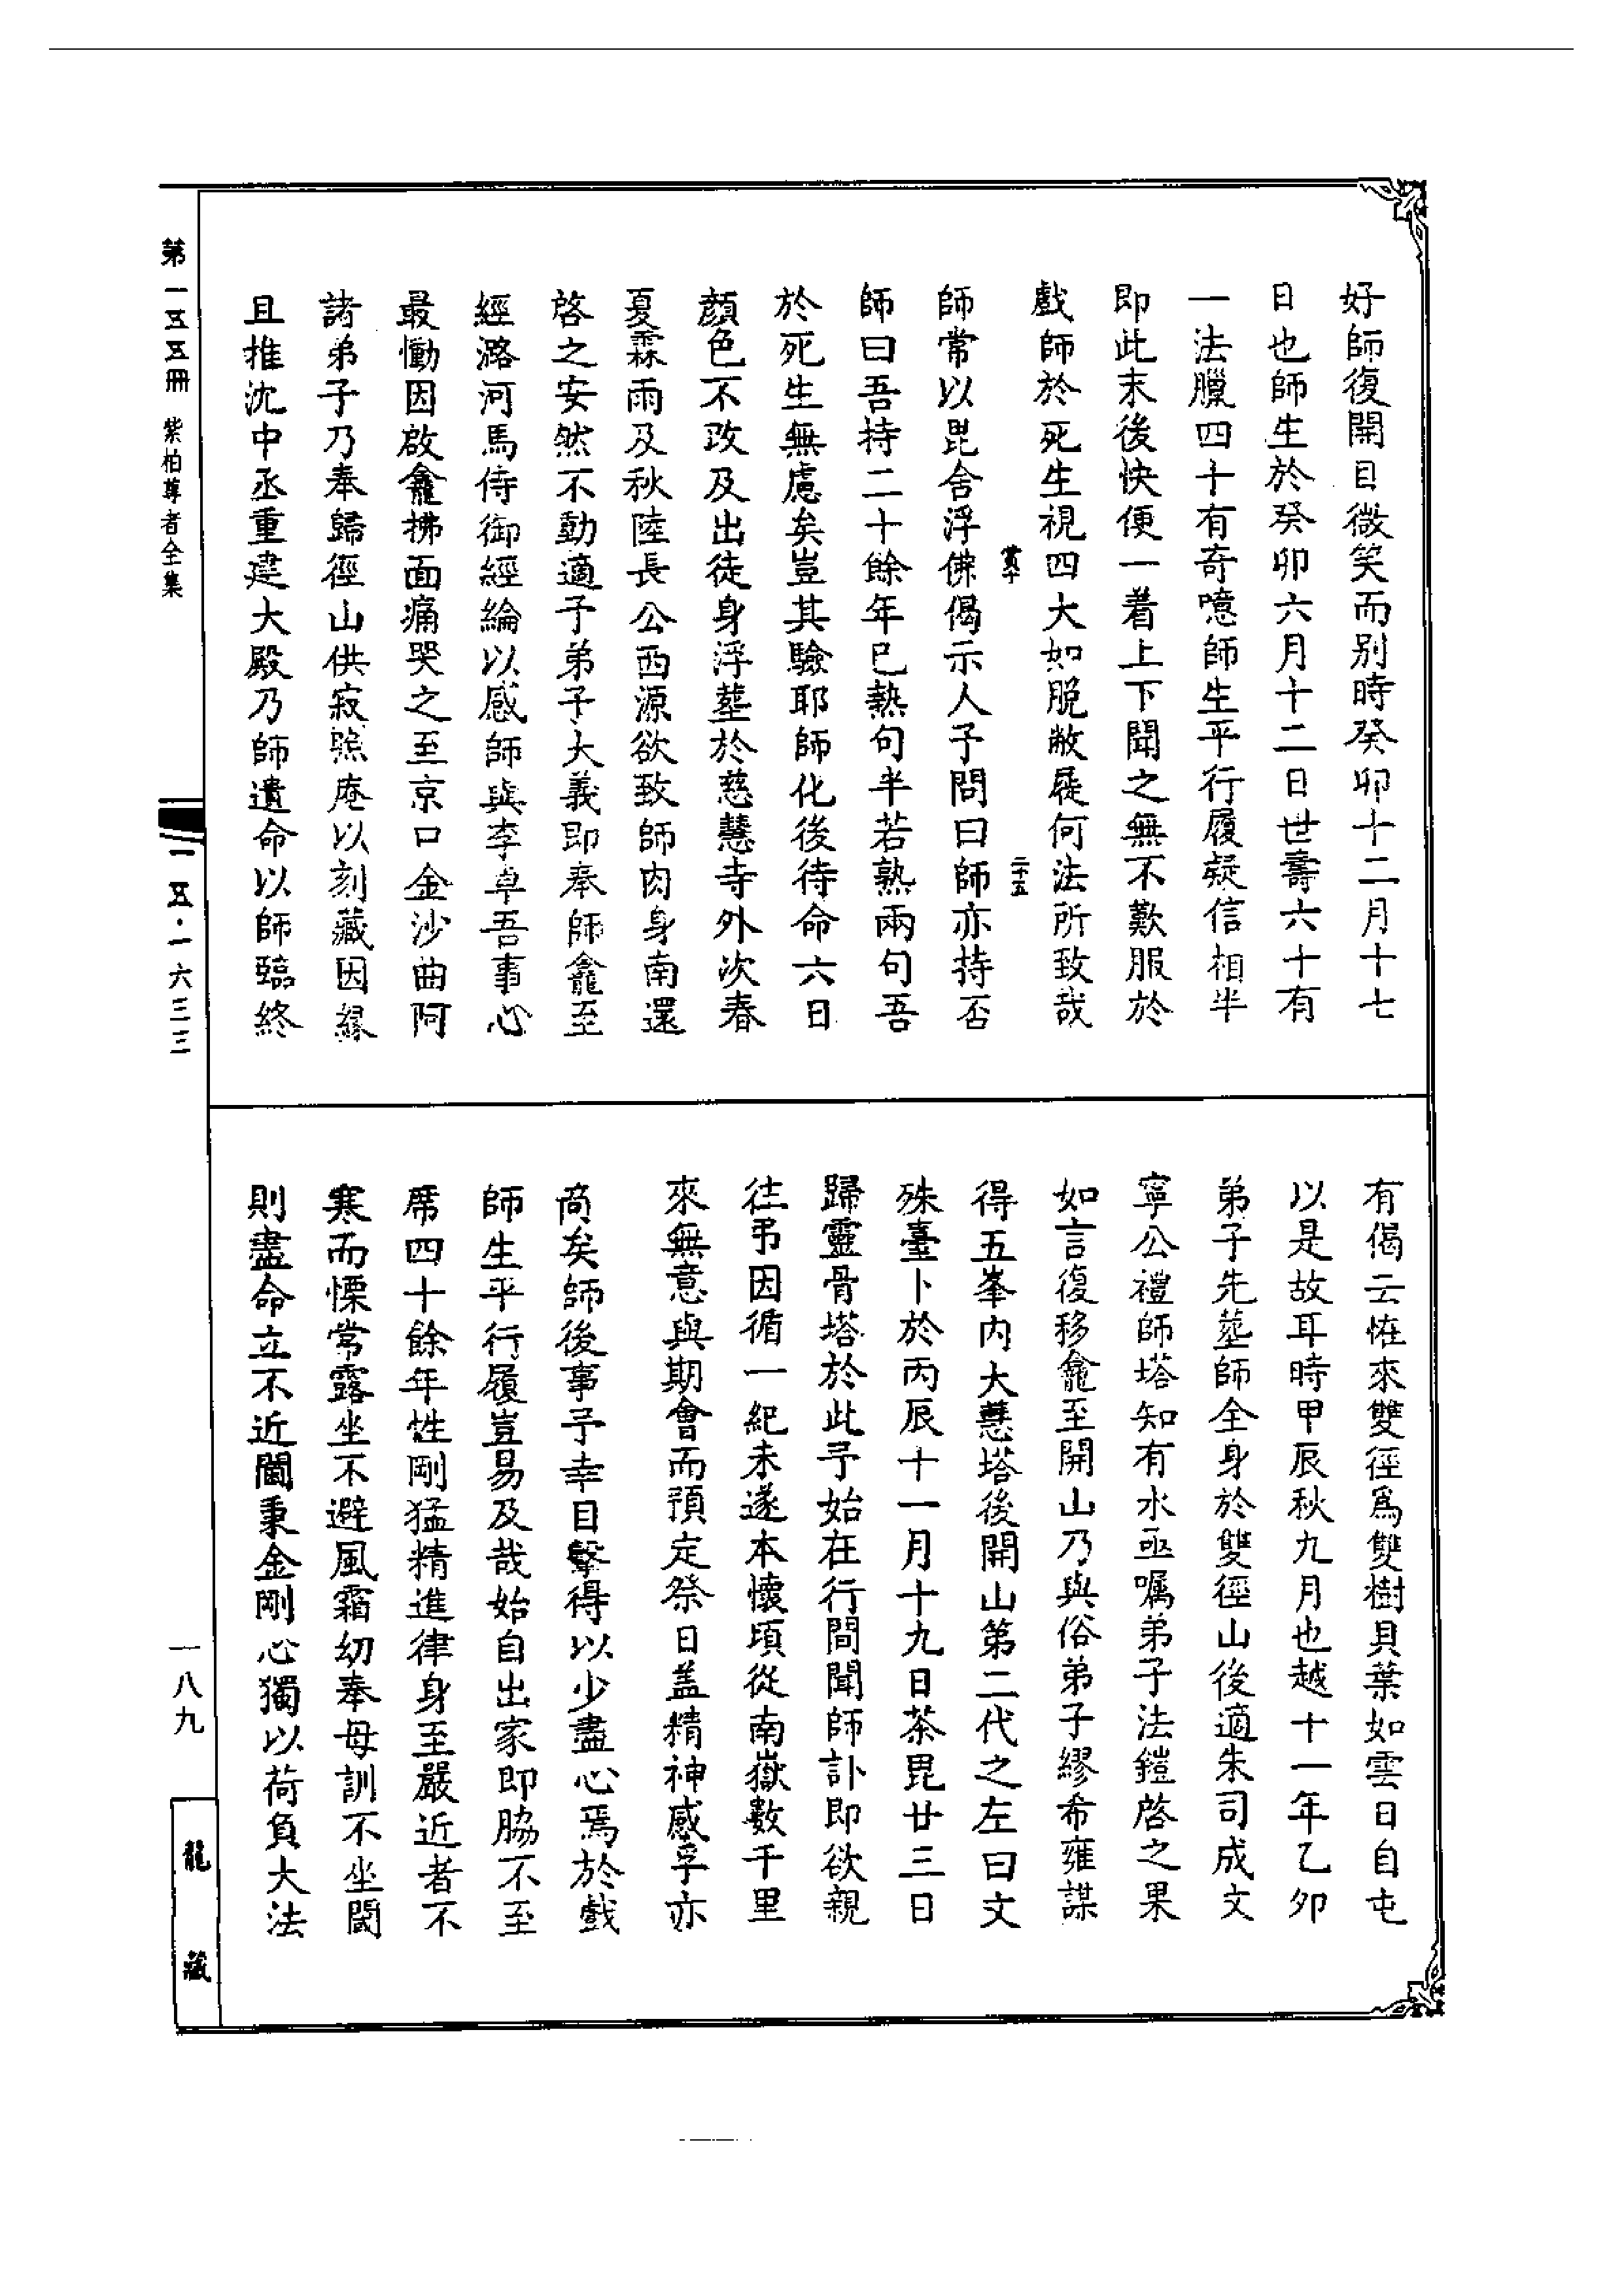 好師復開目微笑而別時癸卯十二月十七
日也師生於癸卯六月十二日世壽六十有
一法臘四十有奇噫師生平行履疑信相半
即此末後快便一著上下聞之無不歎服於
戲師於死生視四大如脫敝屣何法所致哉
二十五
師常以毘舍浮佛偈示人予問曰師亦持否
師曰吾持二十餘年已熟句半若熟兩句吾
於死生無慮矣豈其驗耶師化後待命六日
顏色不改及出徒身浮塟於慈慧寺外次春
夏霖雨及秋陸長公西源欲致師肉身南還
啓之安然不動適予弟子大義即奉師龕至
經潞河馬侍御經綸以感師與李卓吾事心
最慟因啟龕拂面痛哭之至京口金沙曲阿
諸弟子乃奉歸徑山供寂炤庵以刻藏因緣
且推沈中丞重建大殿乃師遺命以師臨終
有偈云怪來雙徑爲雙樹貝葉如雲日自屯
以是故耳時甲辰秋九月也越十一年乙夘
弟子先塟師全身於雙徑山後適朱司成文
寧公禮師塔知有水亟嘱弟子法鎧啓之果
如言復移龕至開山乃與俗弟子繆希雍謀
得五峯內大慧塔後開山第二代之左曰文
殊臺卜於丙辰十一月十九日茶毘廿三日
歸靈骨塔於此予始在行間聞師訃即欲親
往弔因循一紀未遂本懷頃從南嶽數千里
來無意與期會而預定祭日盖精神感孚亦
尚矣師後事予幸目擊得以少盡心焉於戲
師生平行履豈易及哉始自出家即脇不至
席四十餘年性剛猛精進律身至嚴近者不
寒而慄常露坐不避風霜幼奉母訓不坐閾
則盡命立不近閫秉金剛心獨以荷負大法
第一五五冊 紫柏尊者全集
一五五·一六三三
一八九
龍藏